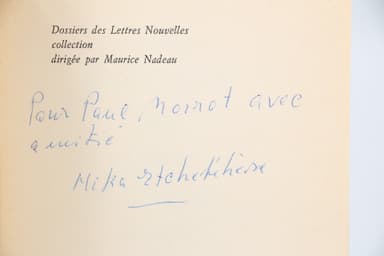 Dossiers des Lettres Nouvelles
collection
dirigée par Maurice Nadeau
Pour Paul, Noirot avec
amitié
Mika Etchebéhère